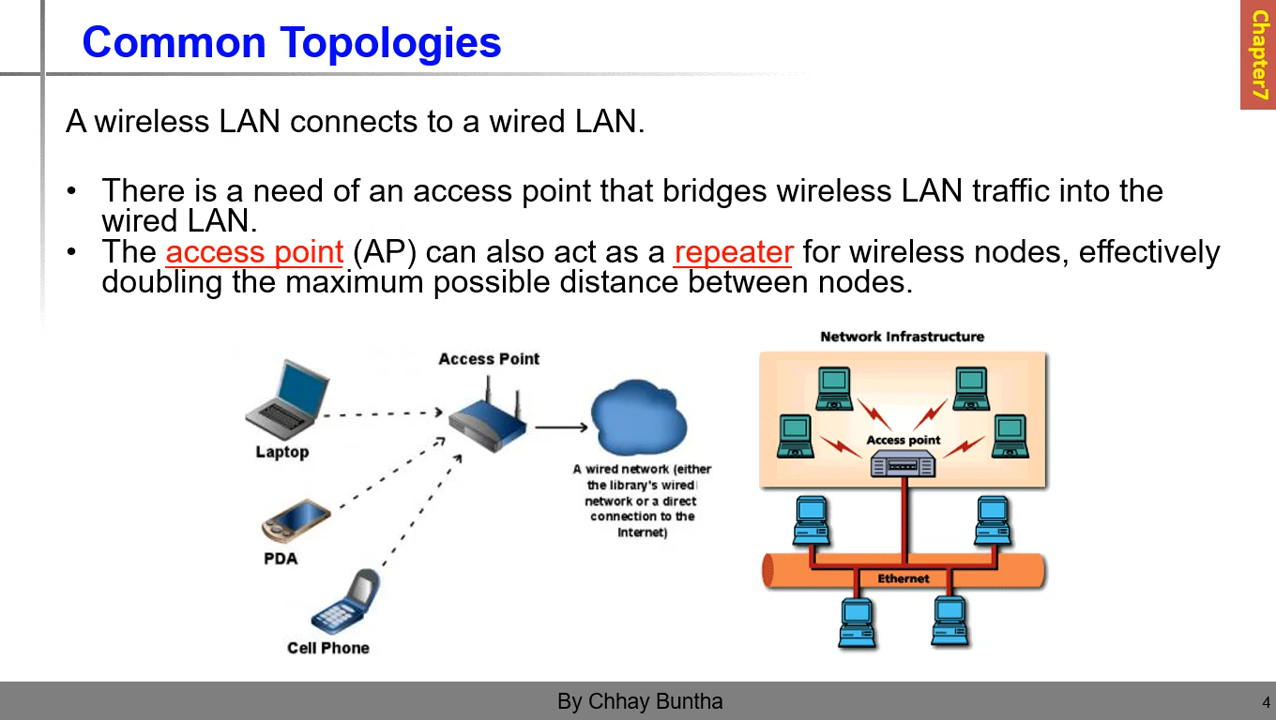 Common Topologies
Chapter7
A wireless LAN connects to a wired LAN.
• There is a need of an access point that bridges wireless LAN traffic into the
wired LAN.
• The access point (AP) can also act as a repeater for wireless nodes, effectively
doubling the maximum possible distance between nodes.
Access Point
Laptop
PDA
Cell Phone
A wired network (either
the library's wired
network or a direct
connection to the
Internet)
Network Infrastructure
Access point
Ethernet
By Chhay Buntha
4